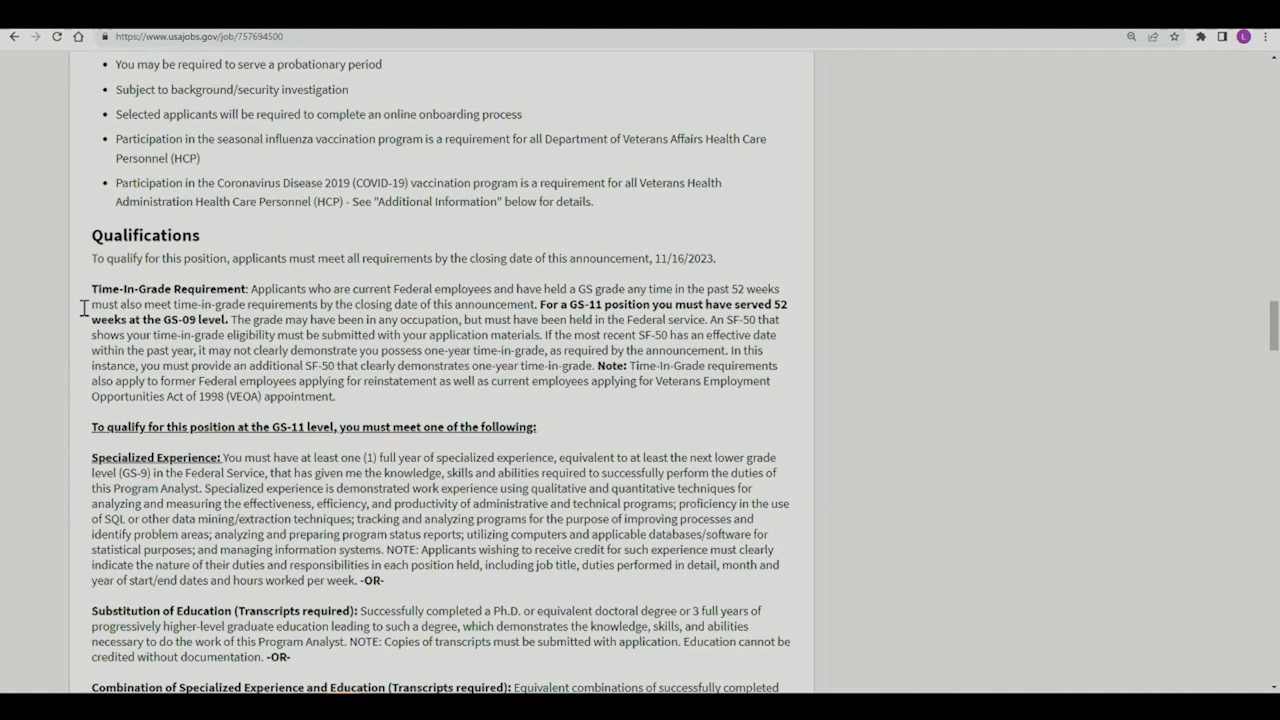 https://www.usajobs.gov/job/757694500
L
• You may be required to serve a probationary period
• Subject to background/security investigation
• Selected applicants will be required to complete an online onboarding process
• Participation in the seasonal influenza vaccination program is a requirement for all Department of Veterans Affairs Health Care
Personnel (HCP)
• Participation in the Coronavirus Disease 2019 (COVID-19) vaccination program is a requirement for all Veterans Health
Administration Health Care Personnel (HCP) - See "Additional Information" below for details.
Qualifications
To qualify for this position, applicants must meet all requirements by the closing date of this announcement, 11/16/2023.
Time-In-Grade Requirement: Applicants who are current Federal employees and have held a GS grade any time in the past 52 weeks
must also meet time-in-grade requirements by the closing date of this announcement. For a GS-11 position you must have served 52
weeks at the GS-09 level. The grade may have been in any occupation, but must have been held in the Federal service. An SF-50 that
shows your time-in-grade eligibility must be submitted with your application materials. If the most recent SF-50 has an effective date
within the past year, it may not clearly demonstrate you possess one-year time-in-grade, as required by the announcement. In this
instance, you must provide an additional SF-50 that clearly demonstrates one-year time-in-grade. Note: Time-In-Grade requirements
also apply to former Federal employees applying for reinstatement as well as current employees applying for Veterans Employment
Opportunities Act of 1998 (VEOA) appointment.
To qualify for this position at the GS-11 level, you must meet one of the following:
Specialized Experience: You must have at least one (1) full year of specialized experience, equivalent to at least the next lower grade
level (GS-9) in the Federal Service, that has given me the knowledge, skills and abilities required to successfully perform the duties of
this Program Analyst. Specialized experience is demonstrated work experience using qualitative and quantitative techniques for
analyzing and measuring the effectiveness, efficiency, and productivity of administrative and technical programs; proficiency in the use
of SQL or other data mining/extraction techniques; tracking and analyzing programs for the purpose of improving processes and
identify problem areas; analyzing and preparing program status reports; utilizing computers and applicable databases/software for
statistical purposes; and managing information systems. NOTE: Applicants wishing to receive credit for such experience must clearly
indicate the nature of their duties and responsibilities in each position held, including job title, duties performed in detail, month and
year of start/end dates and hours worked per week. -OR-
Substitution of Education (Transcripts required): Successfully completed a Ph.D. or equivalent doctoral degree or 3 full years of
progressively higher-level graduate education leading to such a degree, which demonstrates the knowledge, skills, and abilities
necessary to do the work of this Program Analyst. NOTE: Copies of transcripts must be submitted with application. Education cannot be
credited without documentation. -OR-
Combination of Specialized Experience and Education (Transcripts required): Equivalent combinations of successfully completed